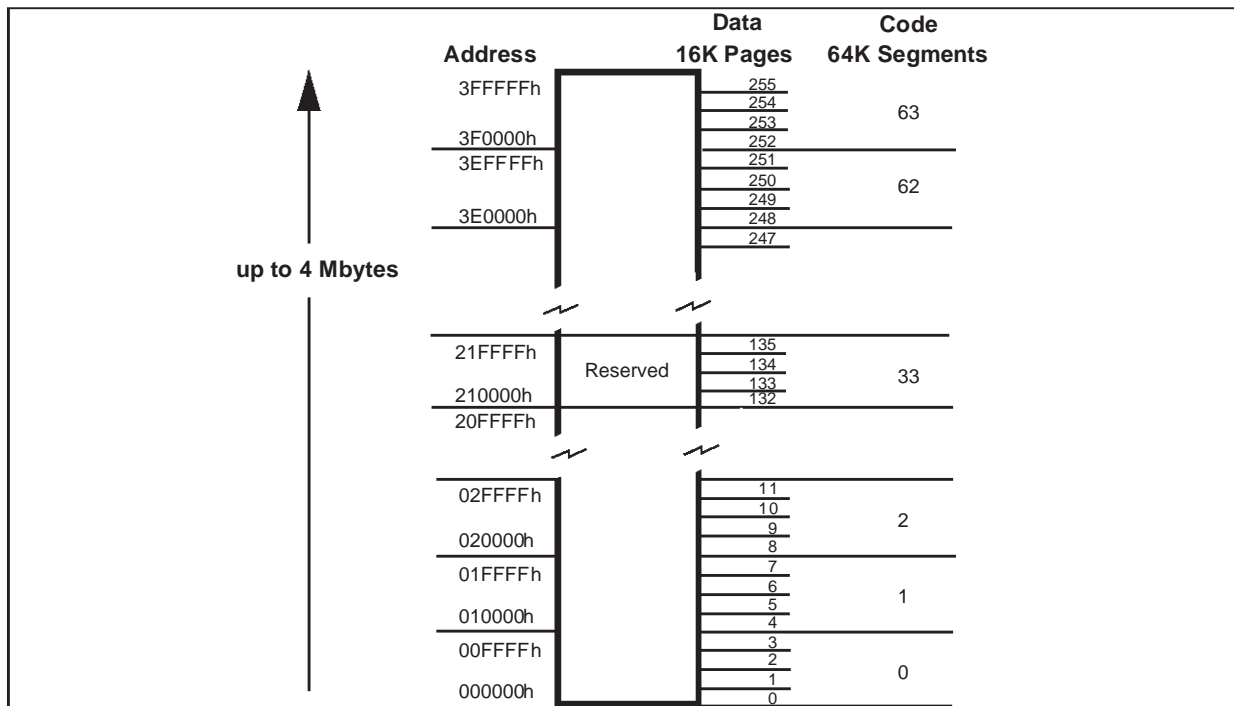 Data Code
Address 16K Pages 64K Segments
3FFFFFh 255
254
253 63
3F0000h 252
3EFFFFh 251
250 62
249
3E0000h 248
247
up to 4 Mbytes
21FFFFh 135
Reserved 134 33
133
210000h 132
20FFFFh
02FFFFh 11
10
9 2
020000h 8
01FFFFh 7
6
5 1
010000h 4
00FFFFh 3
2
1 0
000000h 0